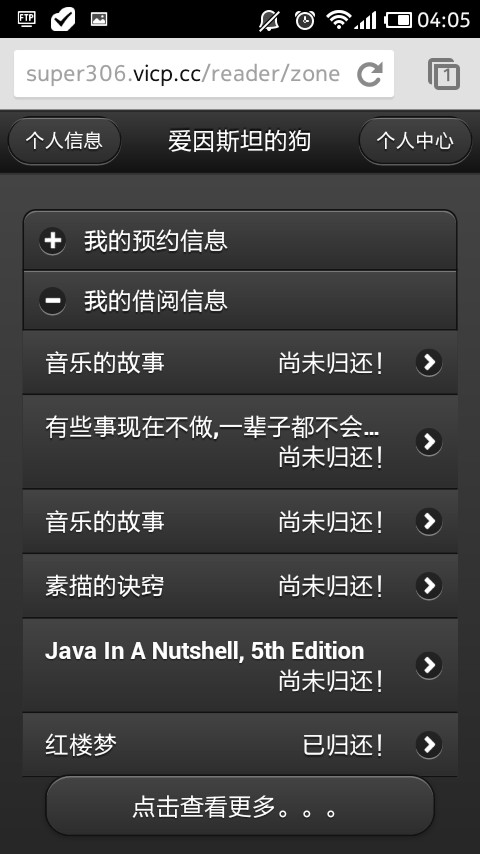 FTP
04:05
super306.vicp.cc/reader/zone
1
个人信息
爱因斯坦的狗
个人中心
我的预约信息
我的借阅信息
音乐的故事 尚未归还！
有些事现在不做,一辈子都不会...
尚未归还！
音乐的故事 尚未归还！
素描的诀窍 尚未归还！
Java In A Nutshell, 5th Edition
尚未归还！
红楼梦 已归还！
点击查看更多。。。